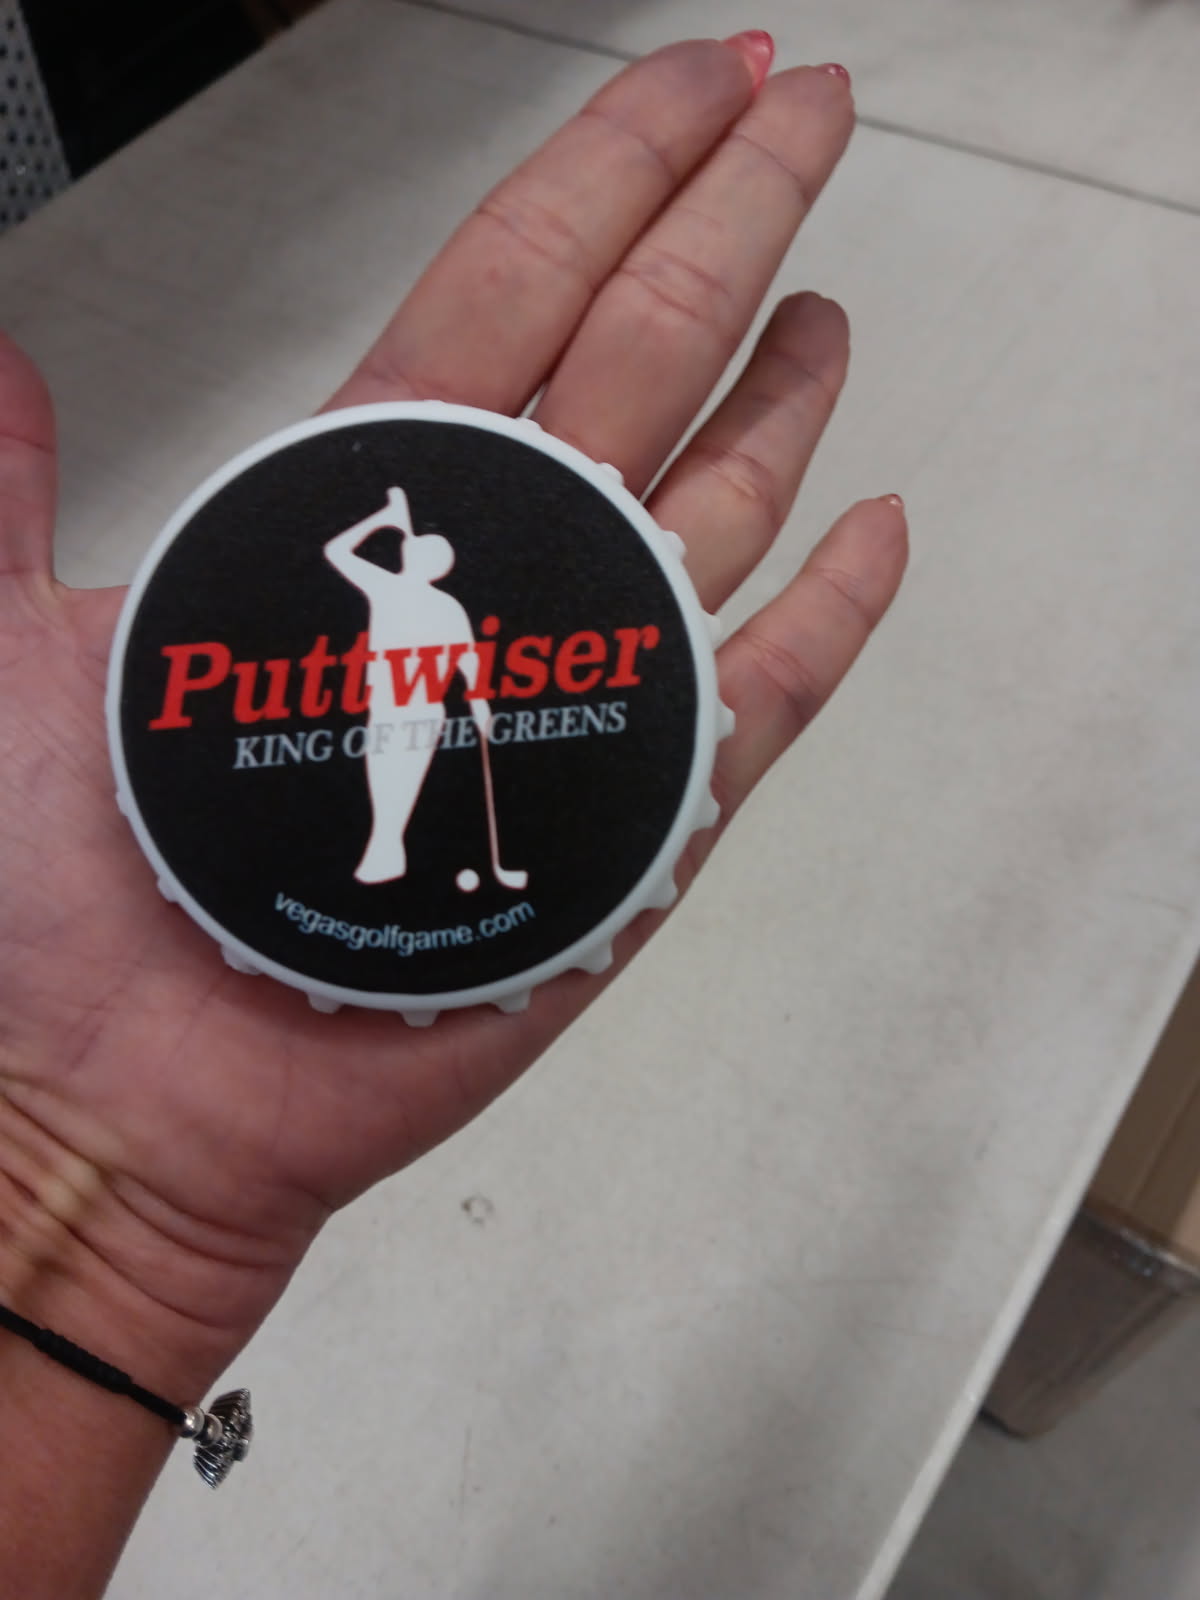 Puttwiser
KING OF THE GREENS
vegasgolfgame.com